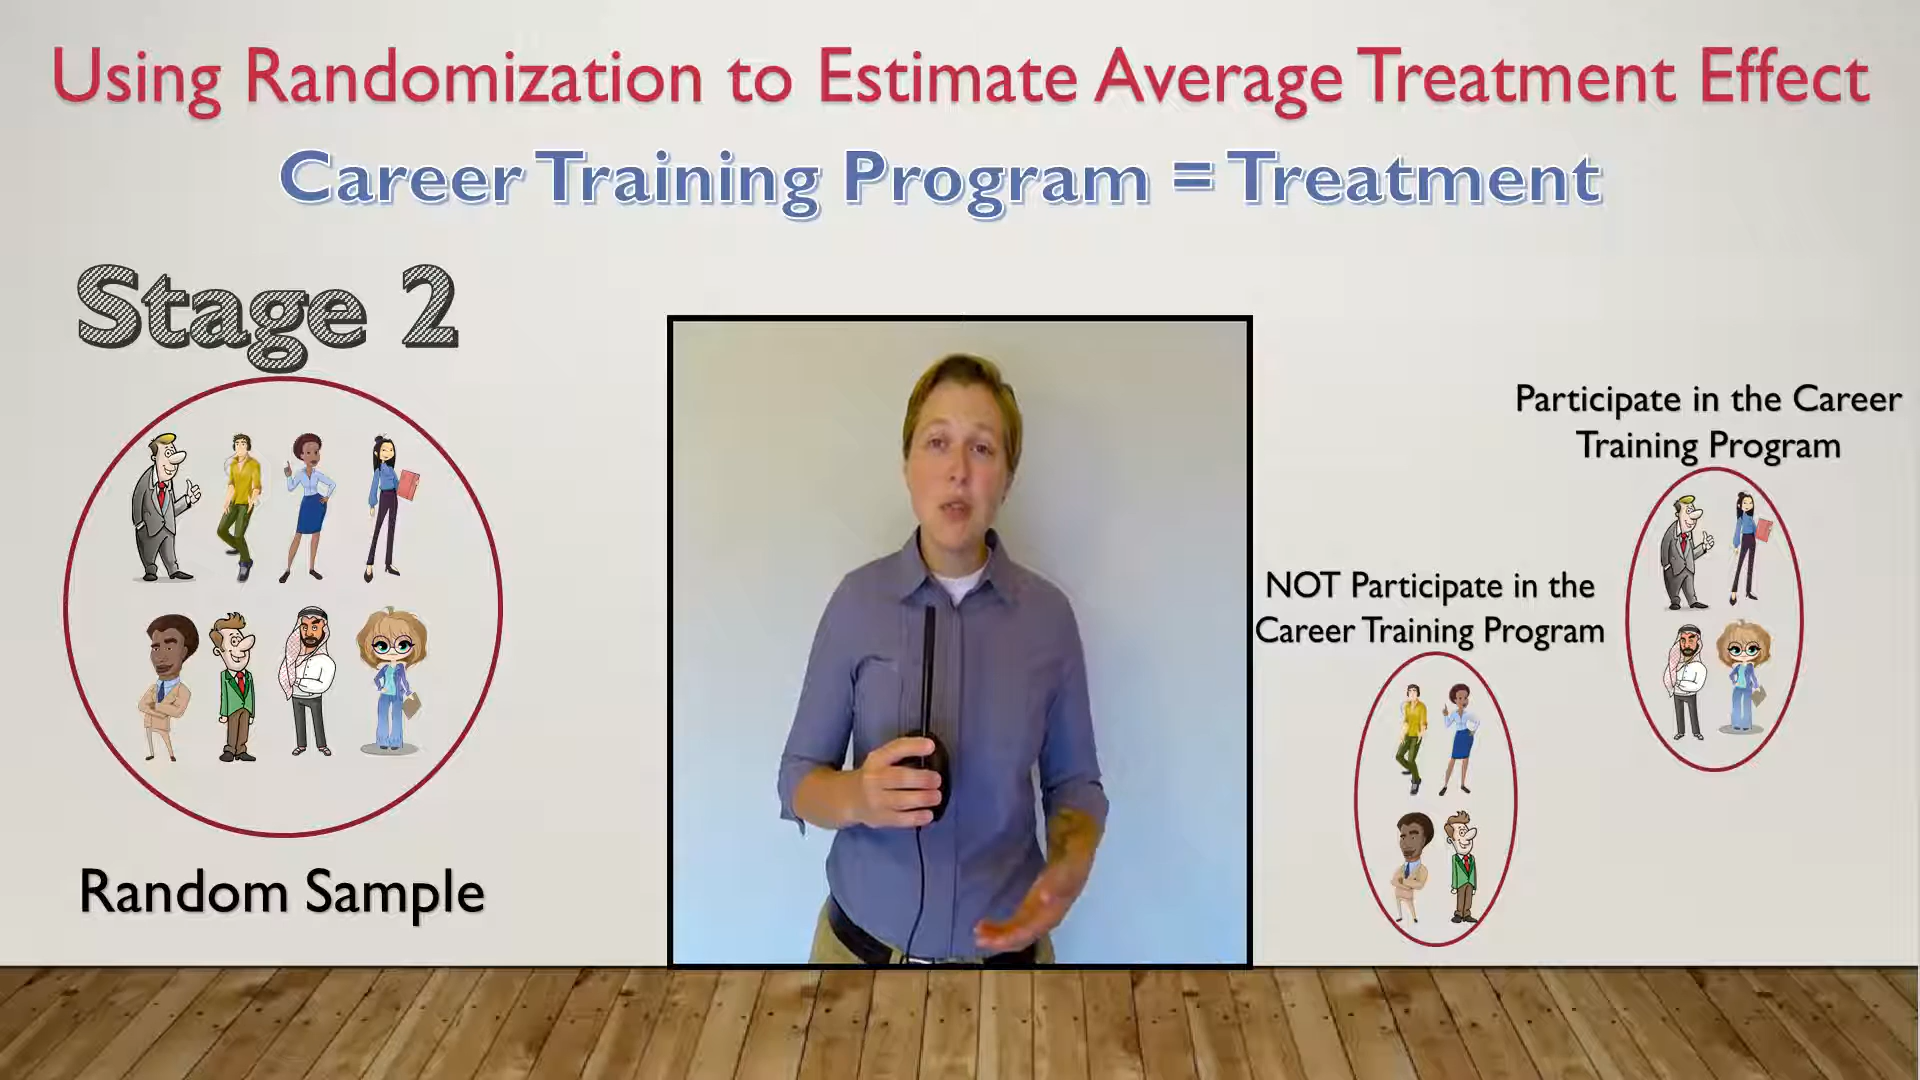 Using Randomization to Estimate Average Treatment Effect
Career Training Program = Treatment
Stage 2
Random Sample
NOT Participate in the
Career Training Program
Participate in the Career
Training Program